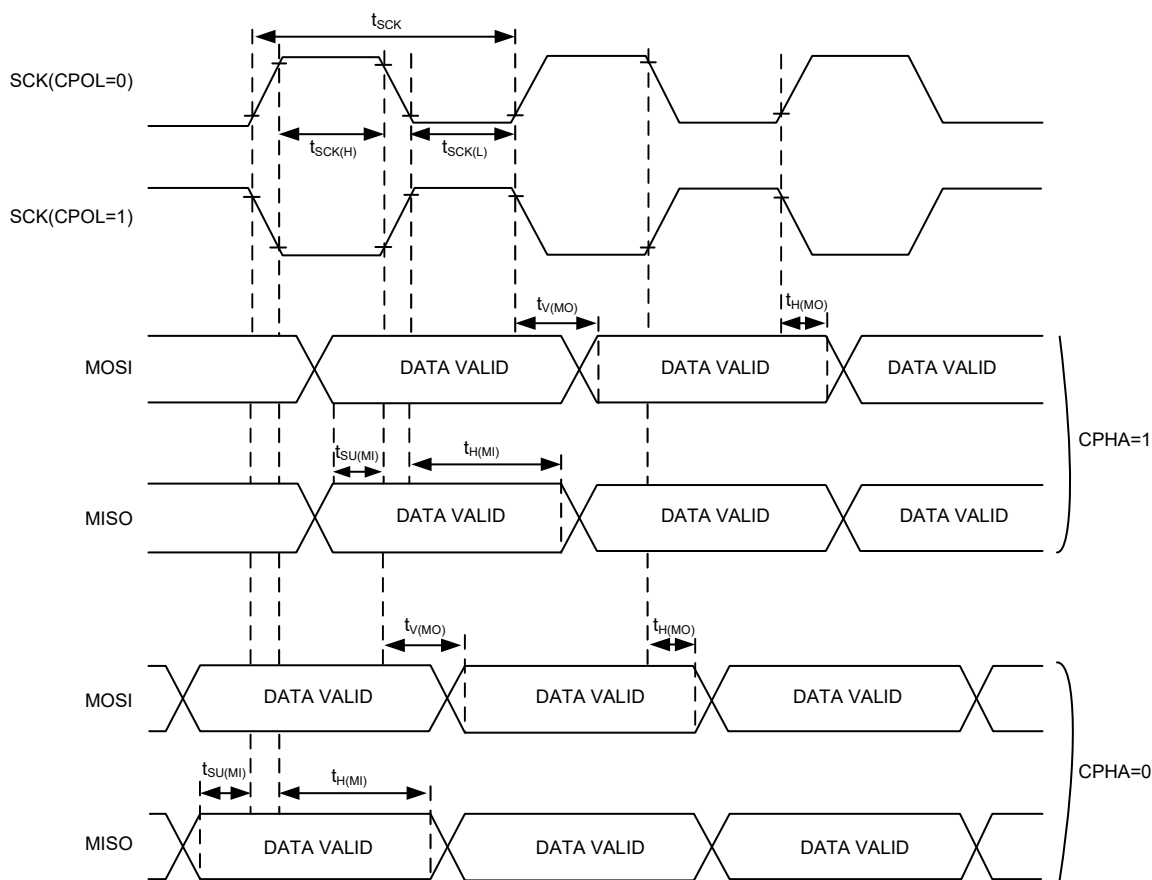 tSCK
SCK(CPOL=0)
tSCK(H)
tSCK(L)
SCK(CPOL=1)
tV(MO)
tH(MO)
MOSI
DATA VALID
DATA VALID
DATA VALID
CPHA=1
tSU(MI)
tH(MI)
MISO
DATA VALID
DATA VALID
DATA VALID
tV(MO)
tH(MO)
MOSI
DATA VALID
DATA VALID
DATA VALID
CPHA=0
tSU(MI)
tH(MI)
MISO
DATA VALID
DATA VALID
DATA VALID